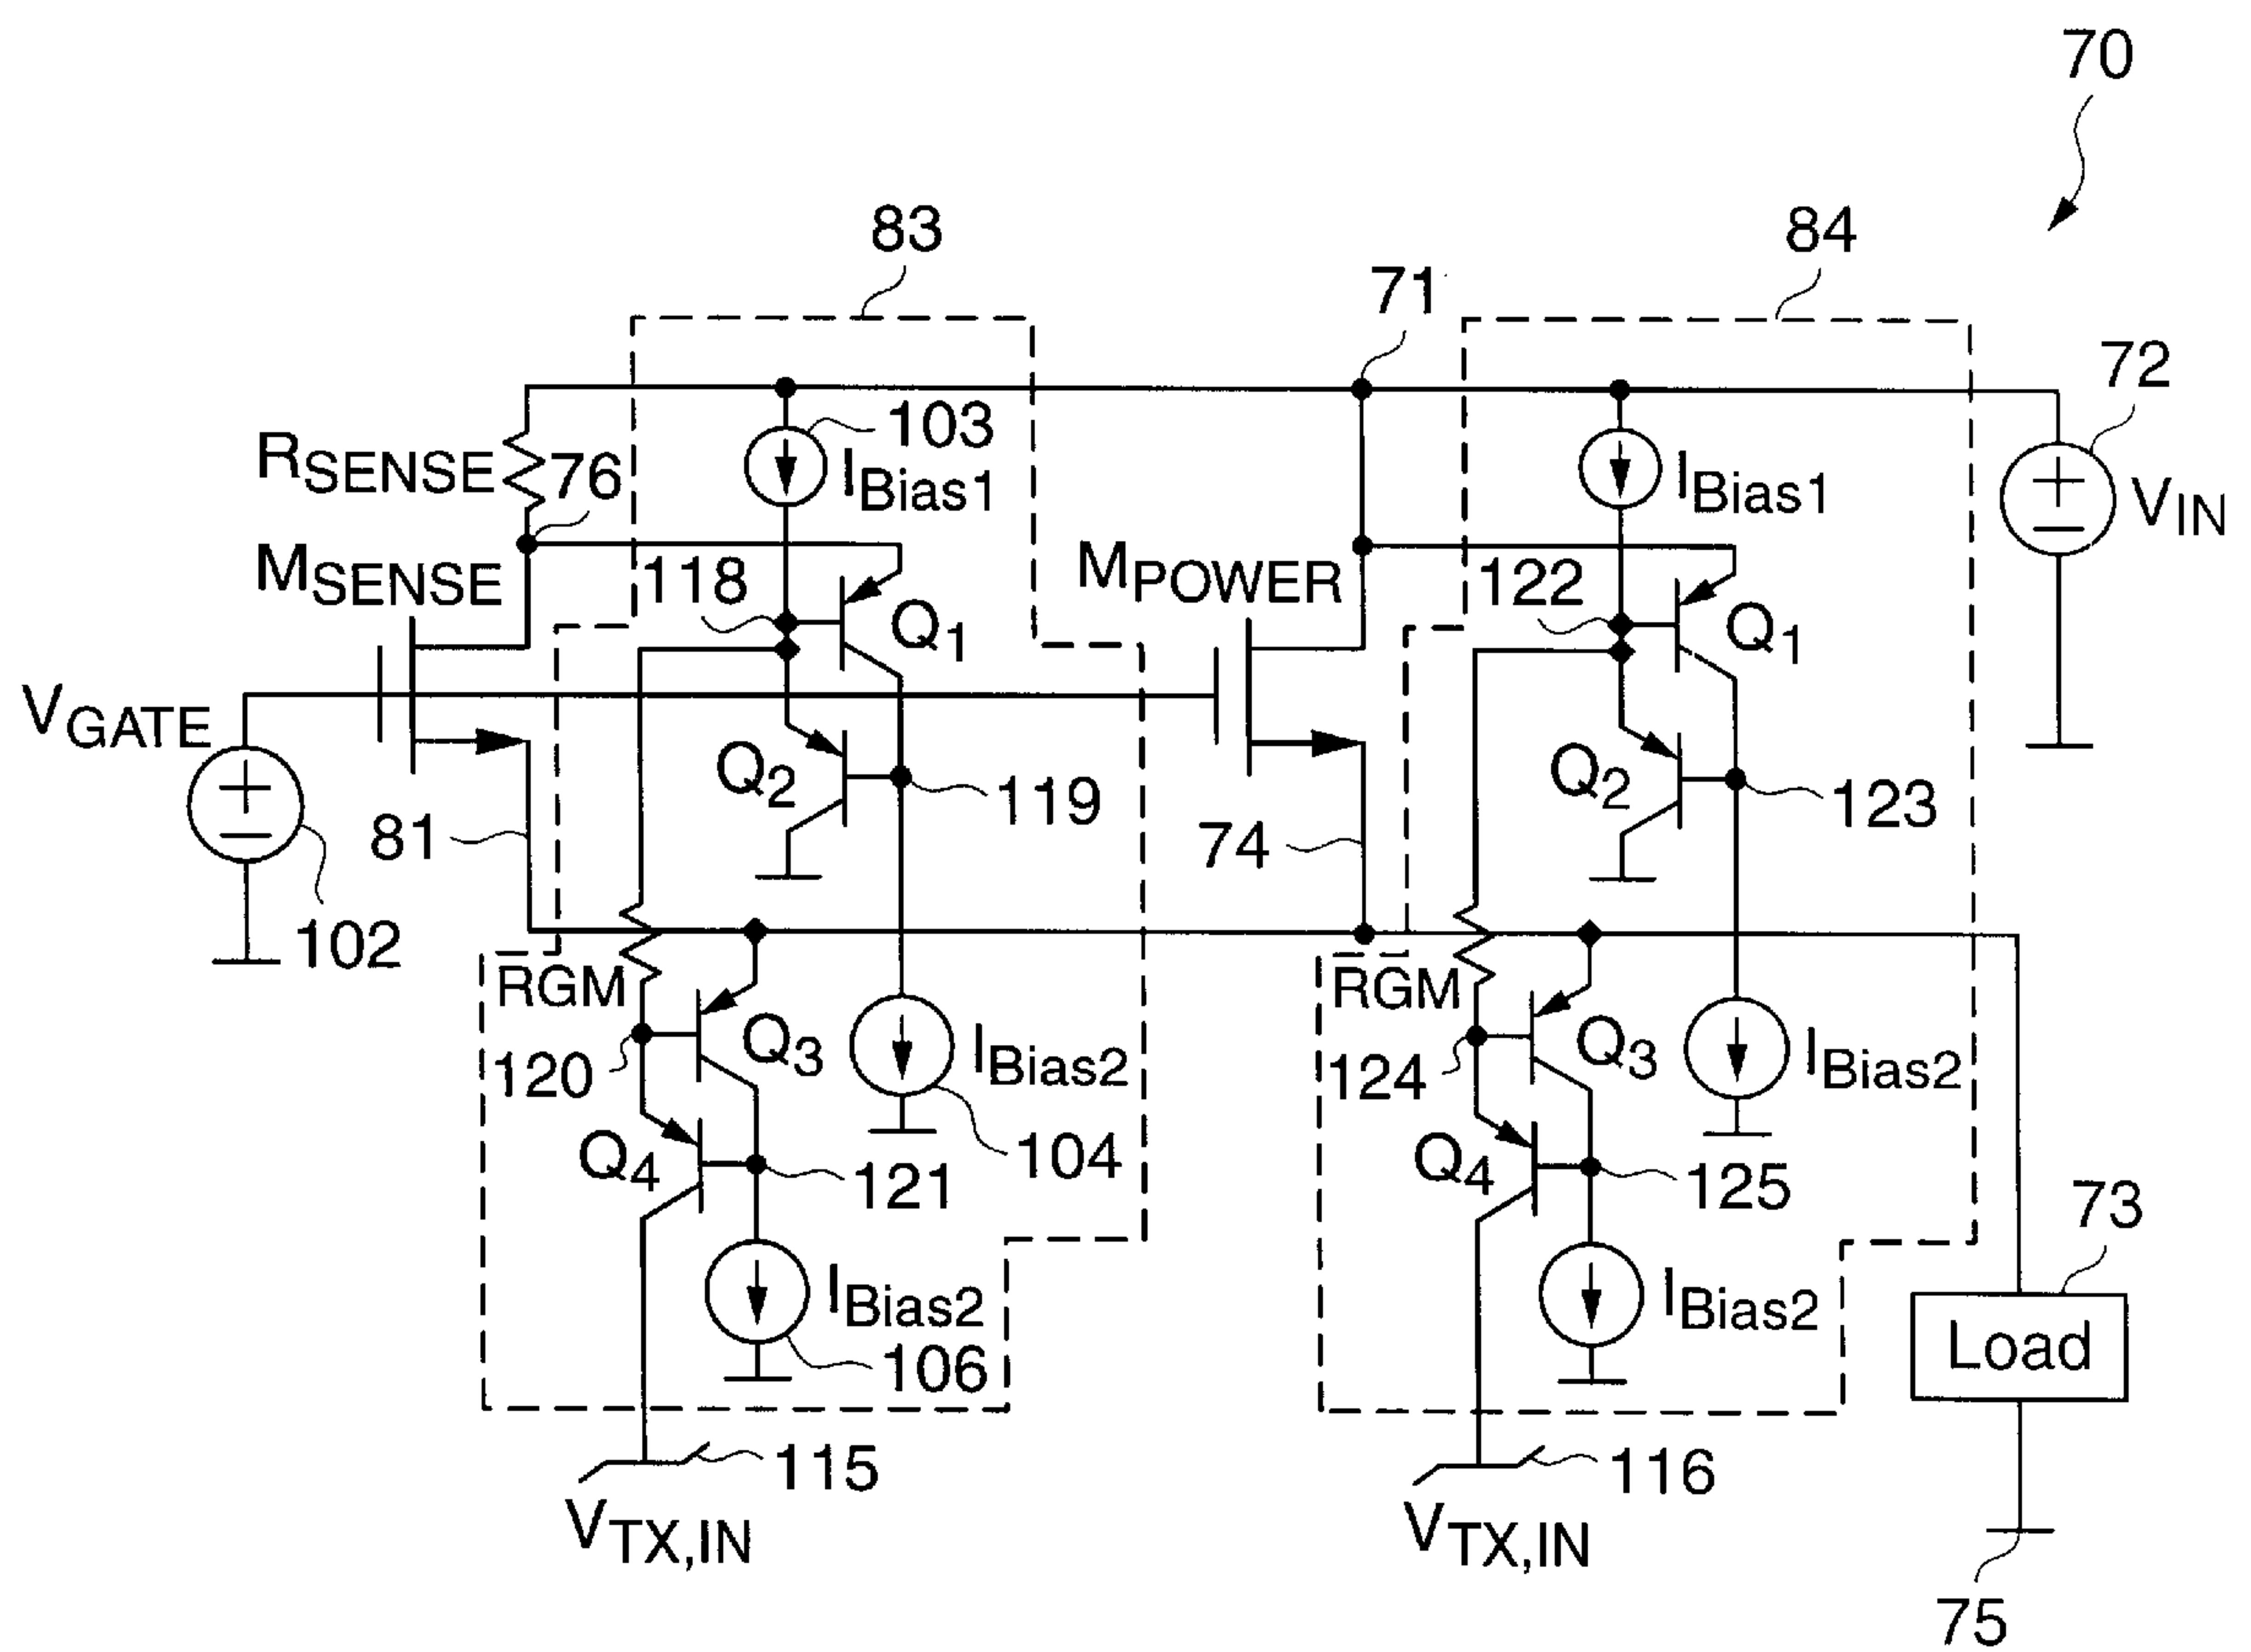 70
83
84
71
72
103
RSENSE
76
IBias1
IBias1
VIN
MSENSE
118
MPOWER
122
Q1
Q1
VGATE
Q2
119
Q2
123
81
74
102
RGM
RGM
Q3
IBias2
Q3
IBias2
120
124
Q4
104
Q4
121
125
73
IBias2
IBias2
Load
106
115
116
VTX,IN
VTX,IN
75